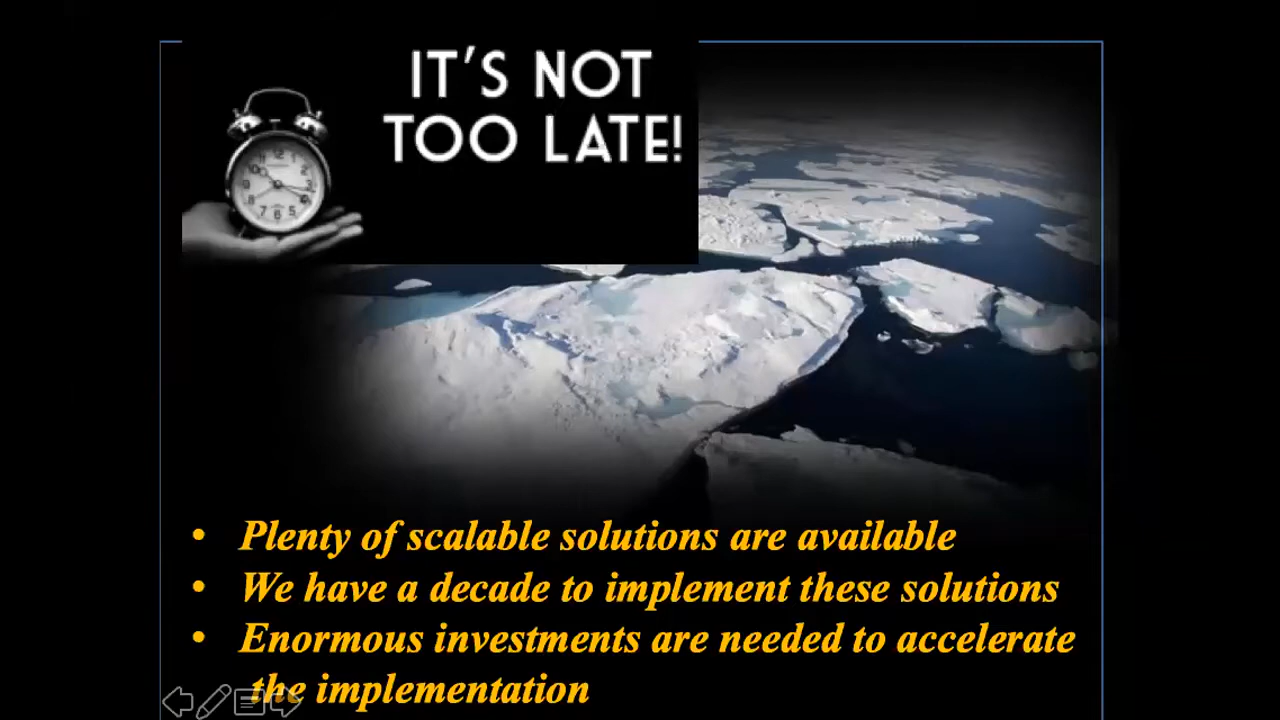 IT'S NOT
TOO LATE!
• Plenty of scalable solutions are available
• We have a decade to implement these solutions
• Enormous investments are needed to accelerate
the implementation